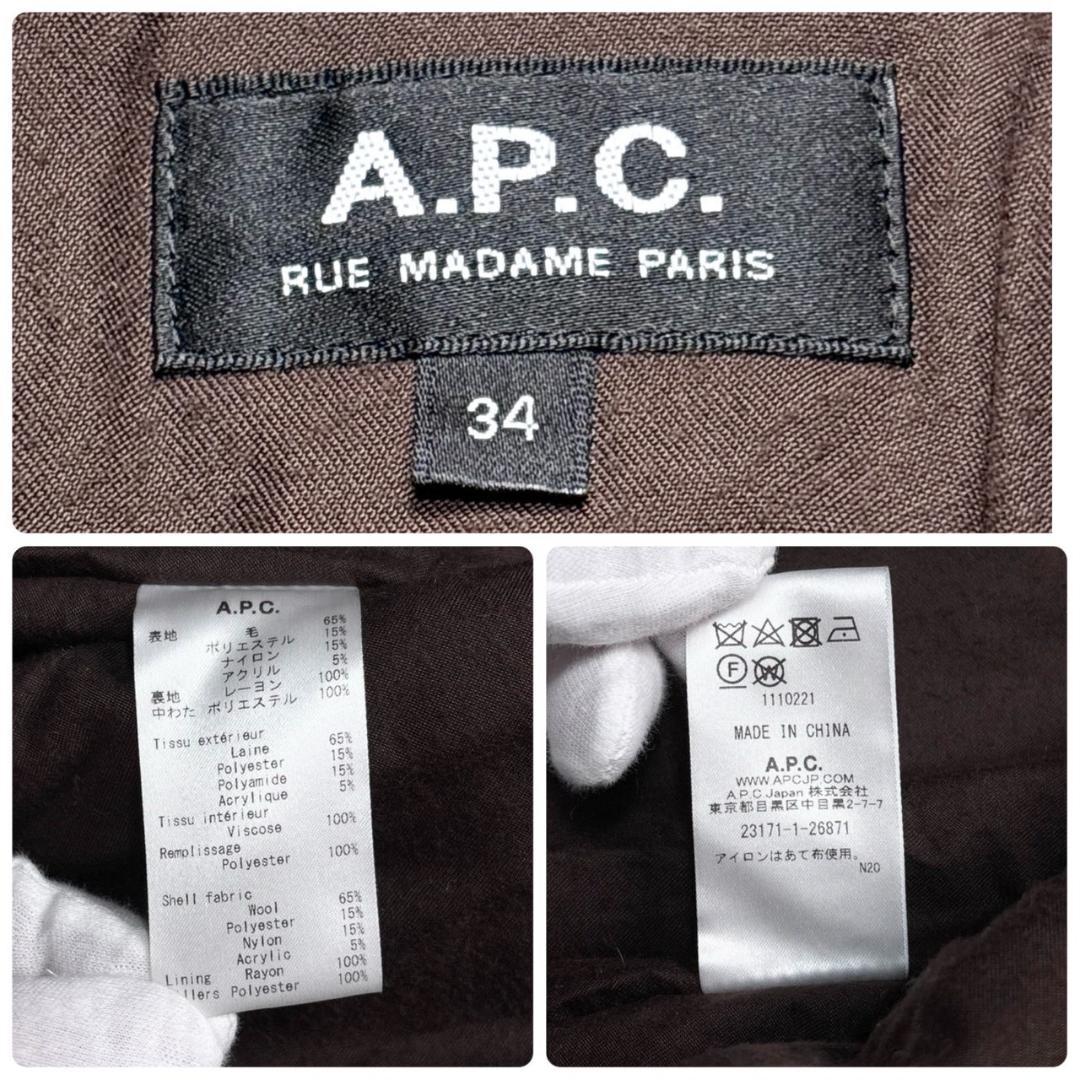 A.P.C.
RUE MADAME PARIS
34
A.P.C.
表地 毛 65%
ポリエステル 15%
ナイロン 15%
アクリル 5%
裏地 レーヨン 100%
中わた ポリエステル 100%
Tissu extérieur
Laine 65%
Polyester 15%
Polyamide 15%
Acrylique 5%
Tissu intérieur
Viscose 100%
Remplissage
Polyester 100%
Shell fabric
Wool 65%
Polyester 15%
Nylon 15%
Acrylic 5%
Lining Rayon 100%
llers Polyester 100%
F W
1110221
MADE IN CHINA
A.P.C.
WWW.APCJP.COM
A.P.C.Japan 株式会社
東京都目黒区中目黒2-7-7
23171-1-26871
アイロンはあて布使用。
N20